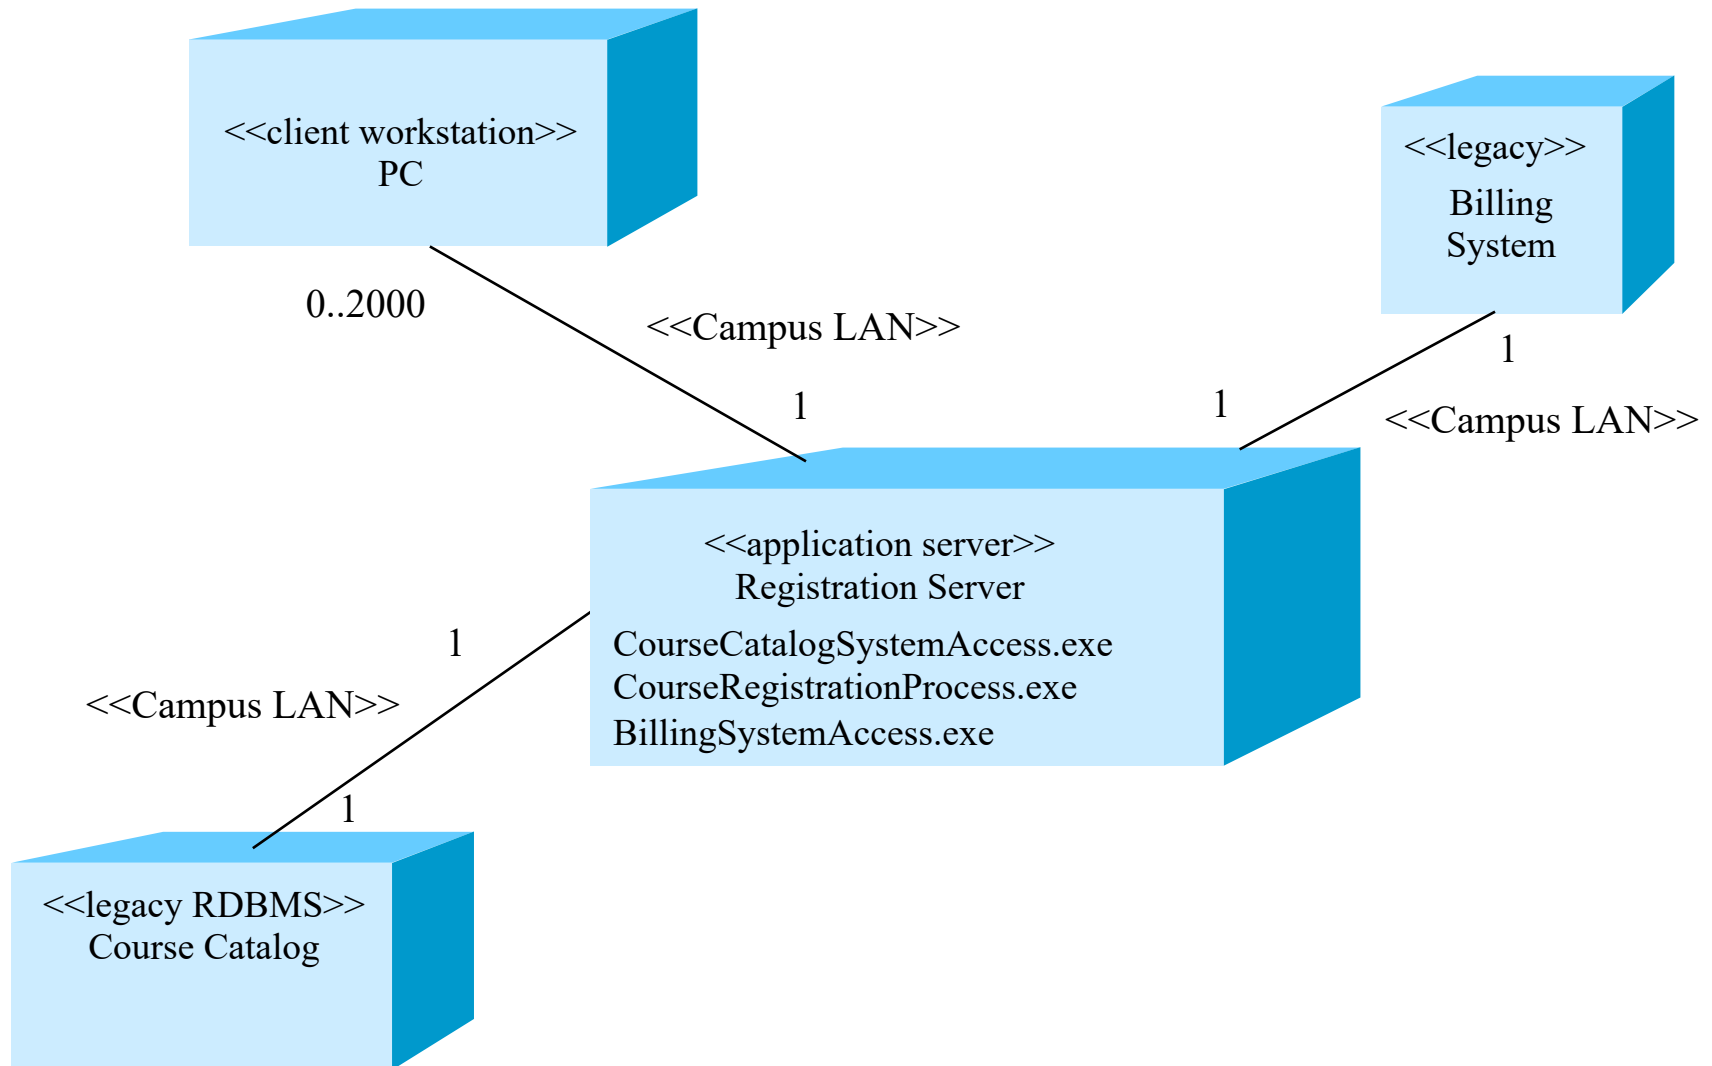 <<client workstation>>
PC
<<legacy>>
Billing
System
0..2000
<<Campus LAN>>
1
1
1
<<Campus LAN>>
<<application server>>
Registration Server
CourseCatalogSystemAccess.exe
CourseRegistrationProcess.exe
BillingSystemAccess.exe
1
<<Campus LAN>>
1
<<legacy RDBMS>>
Course Catalog